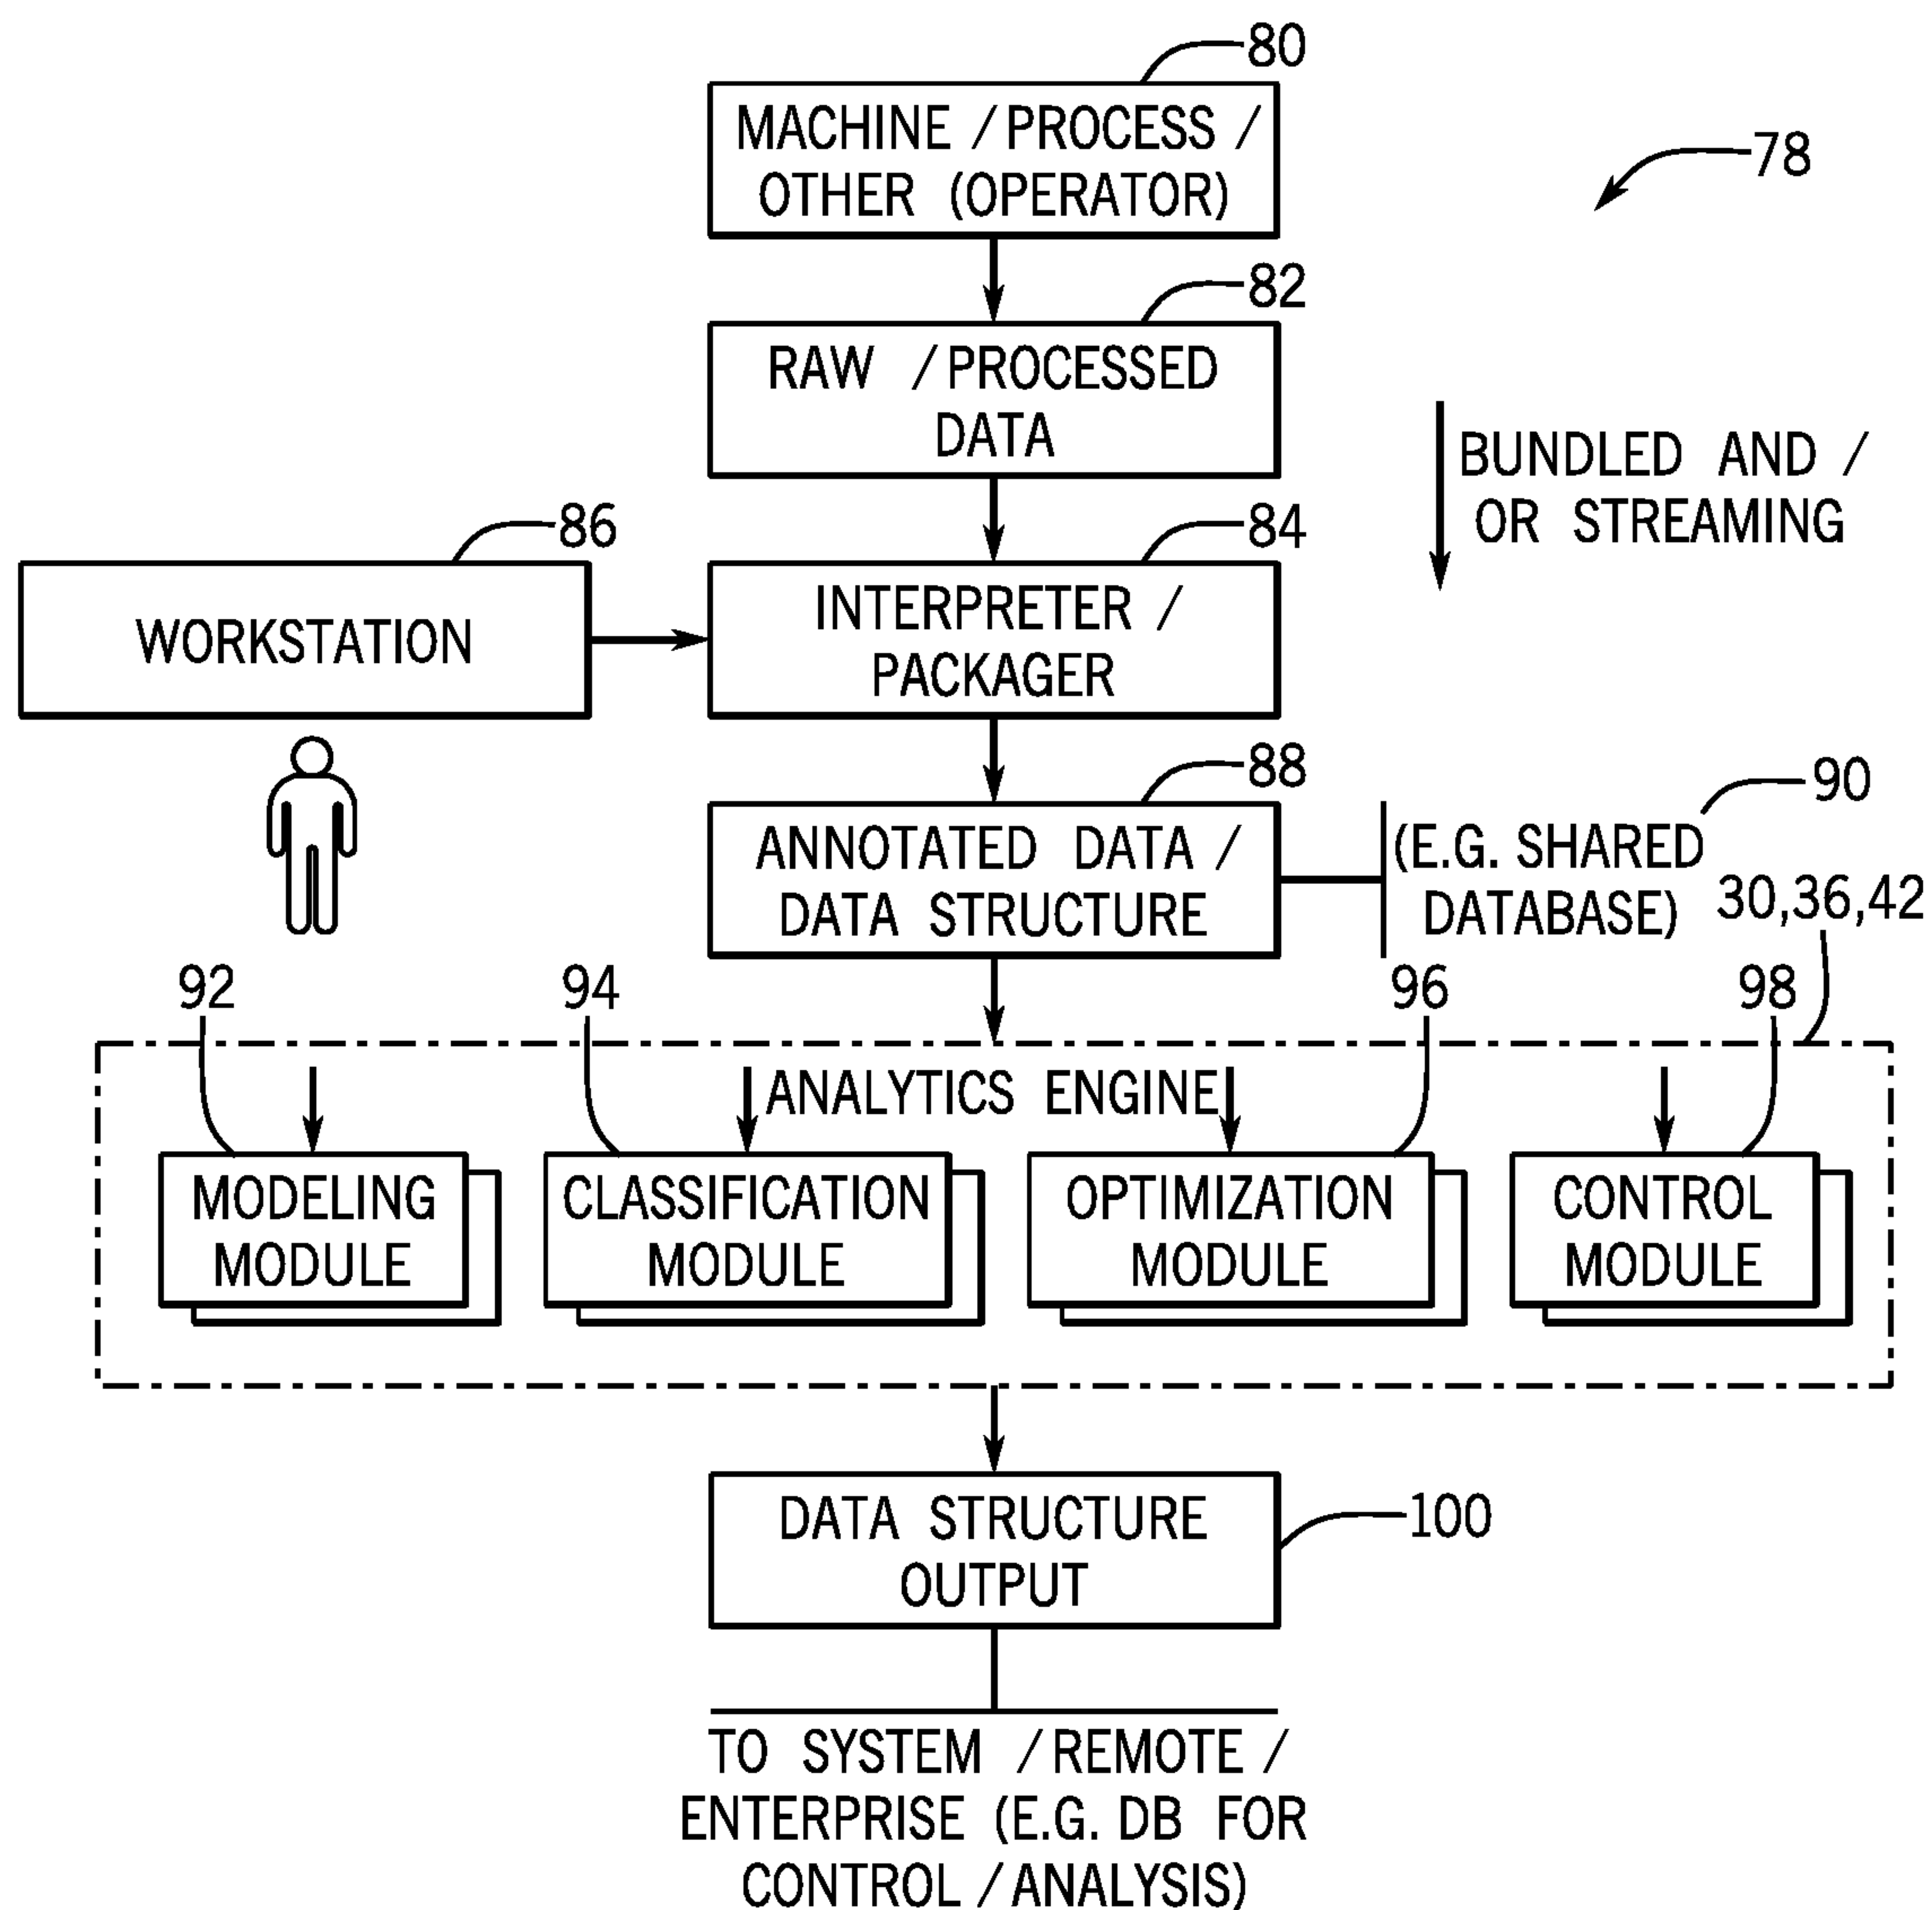 80
MACHINE / PROCESS /
OTHER (OPERATOR)
78
82
RAW / PROCESSED
DATA
BUNDLED AND /
OR STREAMING
86
84
WORKSTATION
INTERPRETER /
PACKAGER
88
90
ANNOTATED DATA /
DATA STRUCTURE
(E.G. SHARED
DATABASE)
30,36,42
92
94
96
98
ANALYTICS ENGINE
MODELING
MODULE
CLASSIFICATION
MODULE
OPTIMIZATION
MODULE
CONTROL
MODULE
DATA STRUCTURE
OUTPUT
100
TO SYSTEM / REMOTE /
ENTERPRISE (E.G. DB FOR
CONTROL / ANALYSIS)